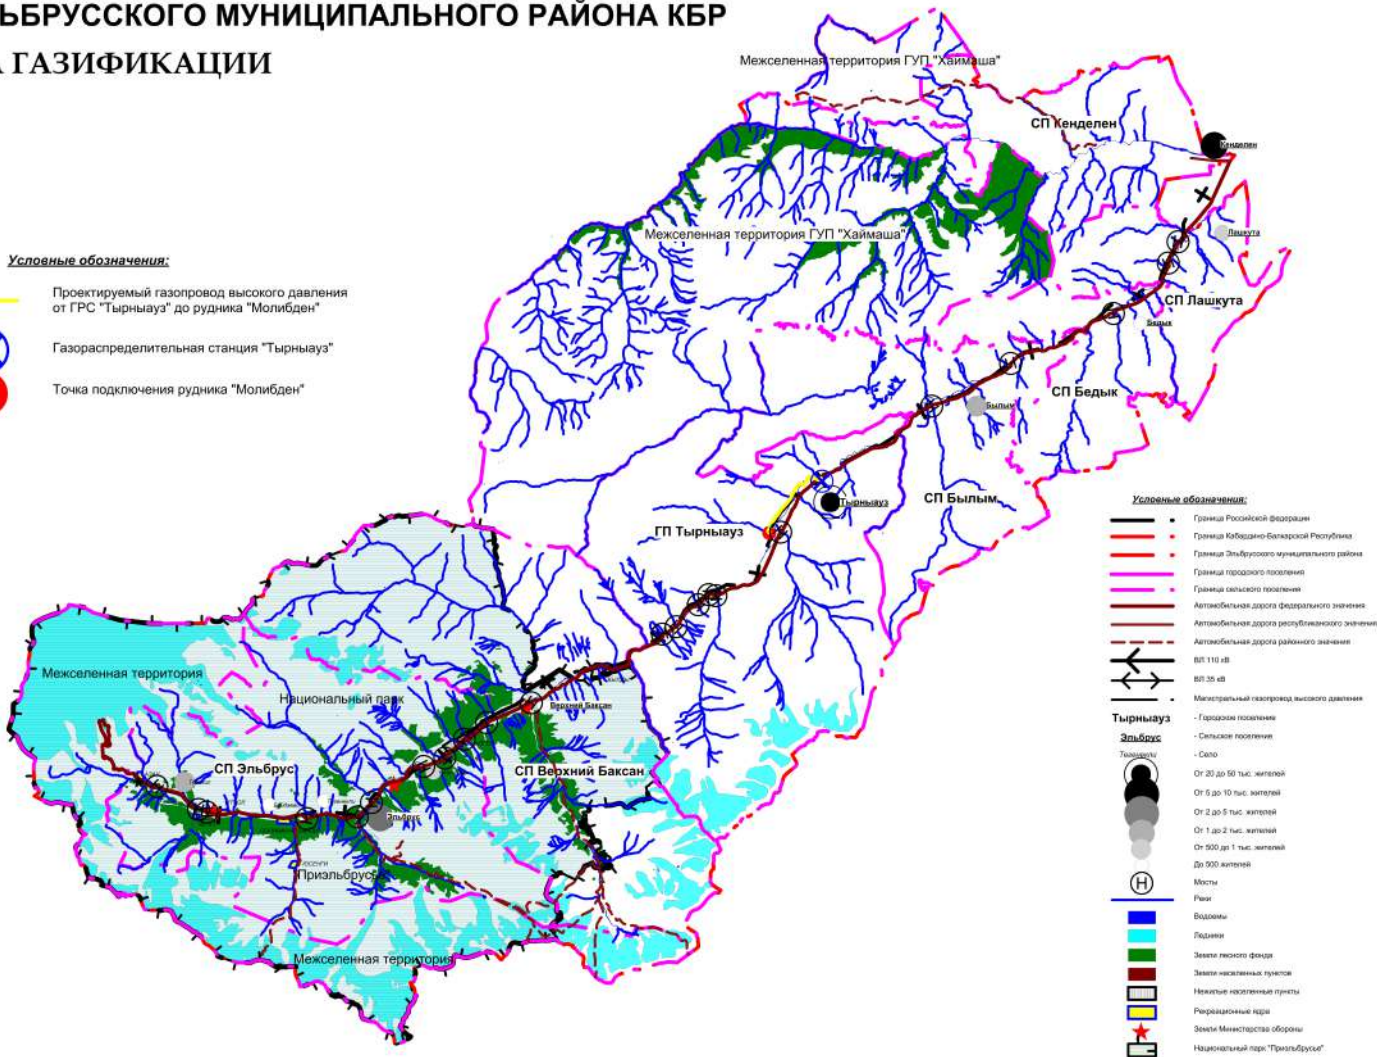 ЬБРУССКОГО МУНИЦИПАЛЬНОГО РАЙОНА КБР
А ГАЗИФИКАЦИИ
Условные обозначения:
Проектируемый газопровод высокого давления
от ГРС "Тырныауз" до рудника "Молибден"
Газораспределительная станция "Тырныауз"
Точка подключения рудника "Молибден"
Межселенная территория ГУП "Хаймаша"
СП Кенделен
Кенделен
Межселенная территория ГУП "Хаймаша"
Лашкута
СП Лашкута
Бедык
СП Бедык
Былым
СП Былым
Тырныауз
ГП Тырныауз
Межселенная территория
Национальный парк
Верхний Баксан
СП Эльбрус
СП Верхний Баксан
Эльбрус
Приэльбрусье
Межселенная территория
Условные обозначения:
Граница Российской федерации
Граница Кабардино-Балкарской Республики
Граница Эльбрусского муниципального района
Граница городского поселения
Граница сельского поселения
Автомобильная дорога федерального значения
Автомобильная дорога республиканского значения
Автомобильная дорога районного значения
ВЛ 110 кВ
ВЛ 35 кВ
Магистральный газопровод высокого давления
Тырныауз - Городское поселение
Эльбрус - Сельское поселение
Тегенекли - Село
От 20 до 50 тыс. жителей
От 5 до 10 тыс. жителей
От 2 до 5 тыс. жителей
От 1 до 2 тыс. жителей
От 500 до 1 тыс. жителей
До 500 жителей
Мосты
Реки
Водоемы
Ледники
Земли лесного фонда
Земли населенных пунктов
Нежилые населенные пункты
Рекреационные ядра
Земли Министерства обороны
Национальный парк "Приэльбрусье"